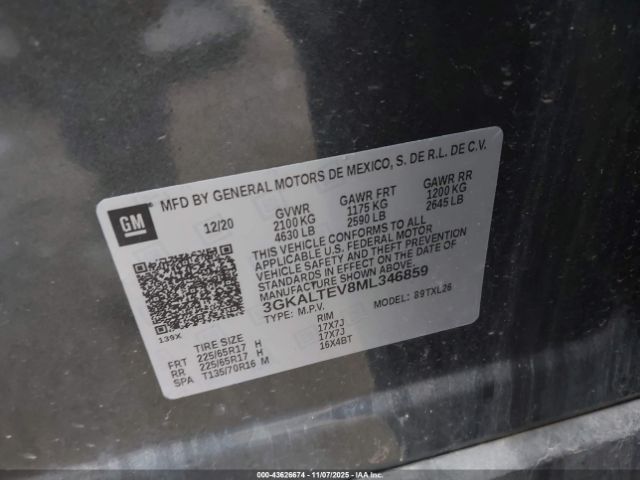 MFD BY GENERAL MOTORS DE MEXICO, S. DE R.L. DE C.V.
GM
12/20 GVWR GAWR FRT GAWR RR
2100 KG 1175 KG 1200 KG
4630 LB 2590 LB 2645 LB
THIS VEHICLE CONFORMS TO ALL
APPLICABLE U.S. FEDERAL MOTOR
VEHICLE SAFETY AND THEFT PREVENTION
STANDARDS IN EFFECT ON THE DATE OF
MANUFACTURE SHOWN ABOVE.
3GKALTEV8ML346859
TYPE: M.P.V. MODEL: 89TXL26
139X
TIRE SIZE RIM
FRT 225/65R17 H 17X7J
RR 225/65R17 H 17X7J
SPA T135/70R16 M 16X4BT
000-43626674 - 11/07/2025 - IAAI.COM